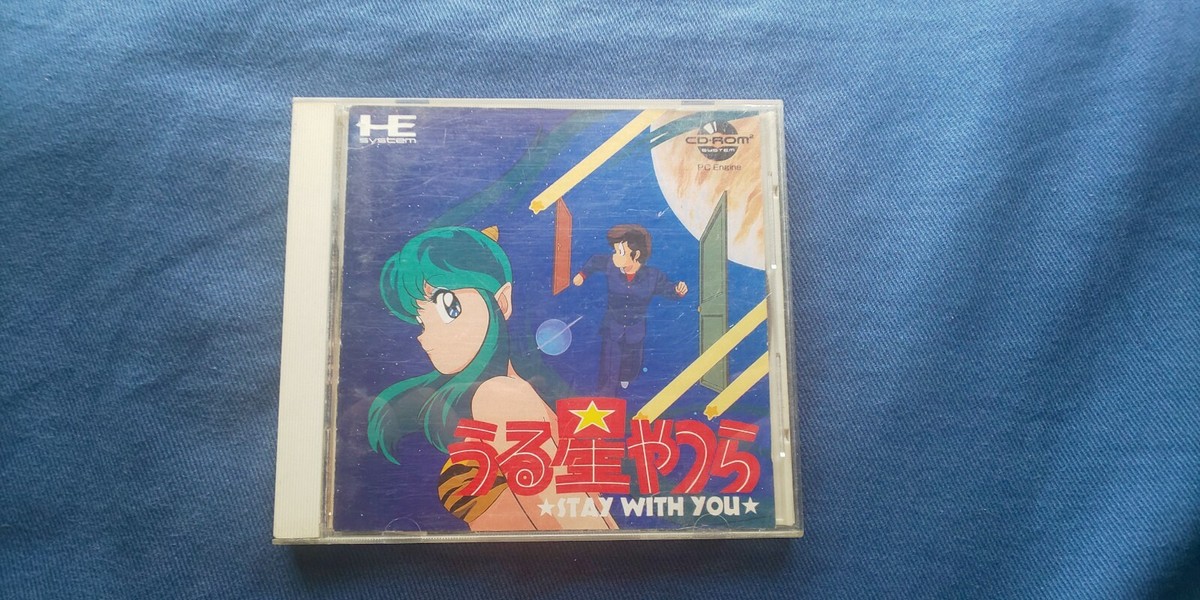 HE
system
CD-ROM²
SYSTEM
PC Engine
うる星やつら
★STAY WITH YOU★